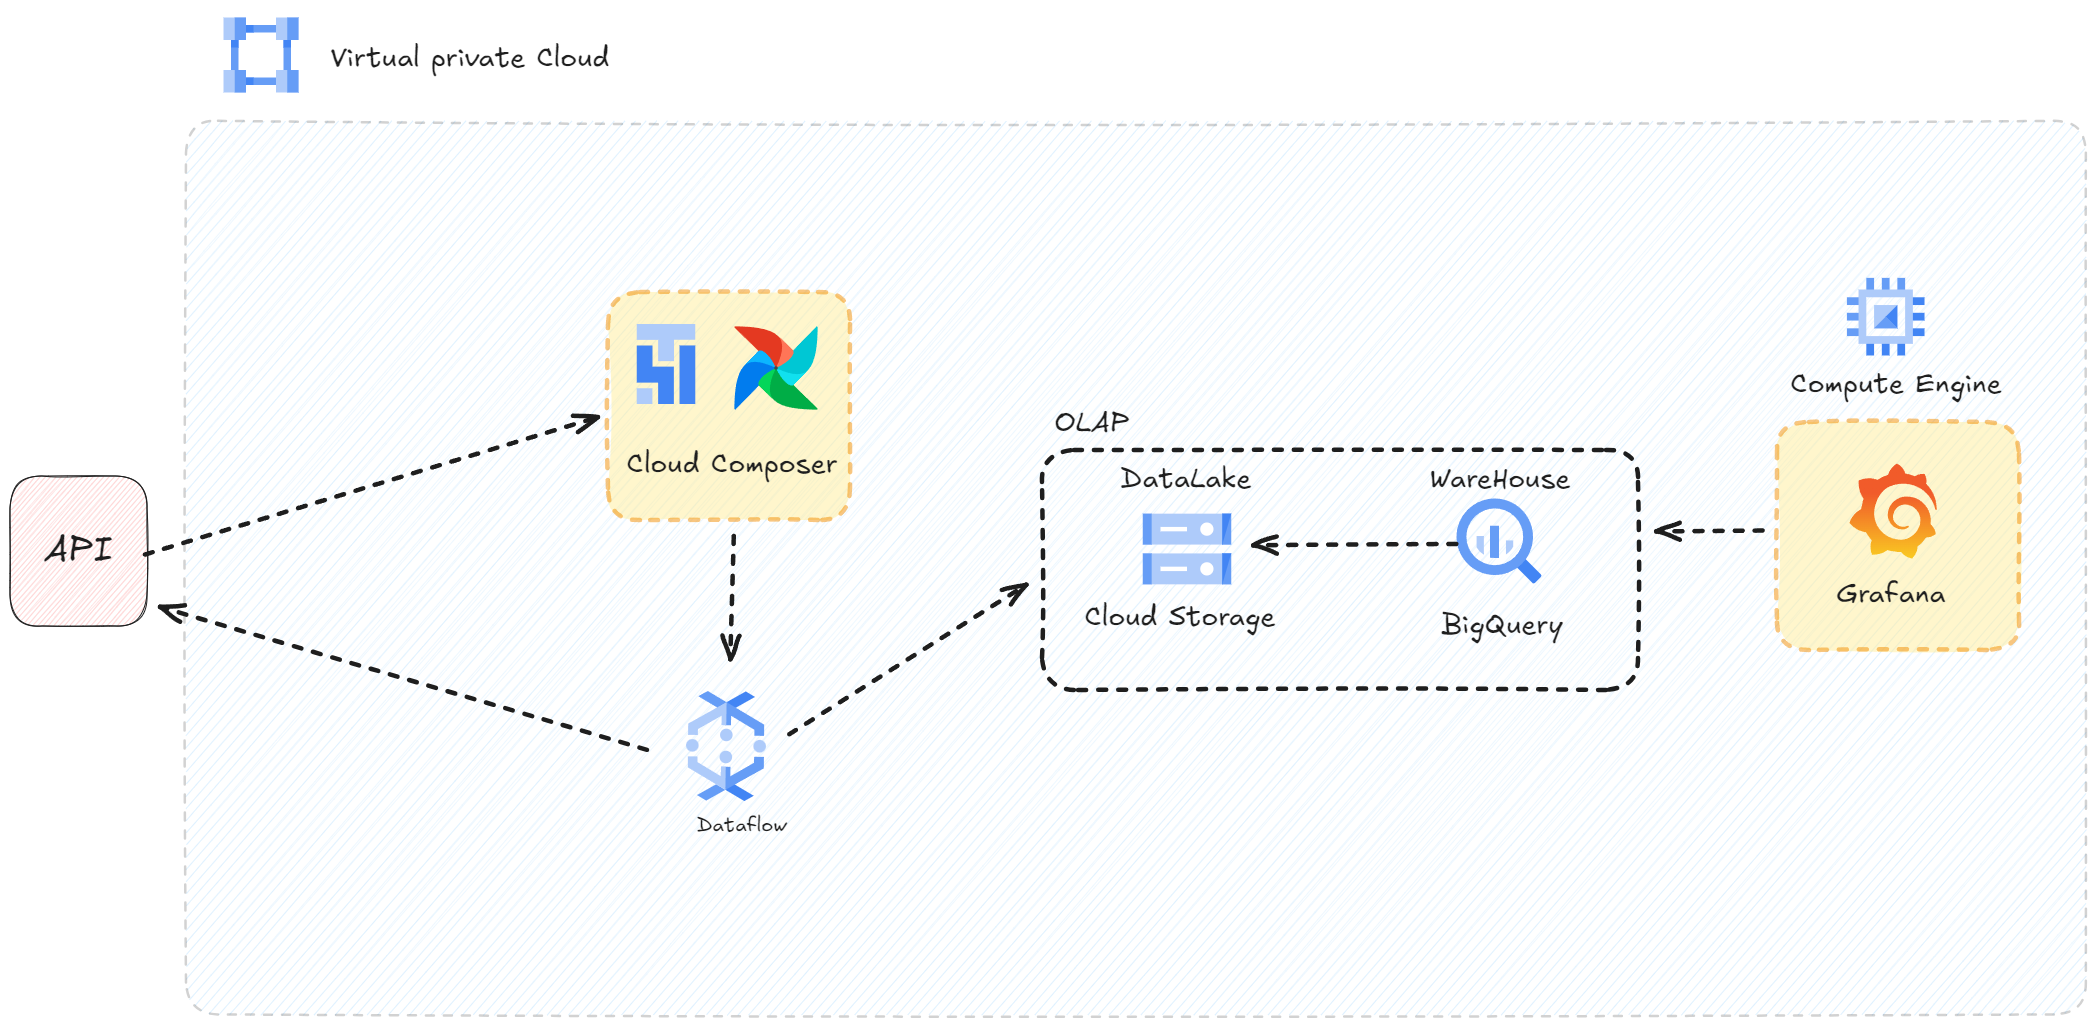 Virtual private Cloud
API
Cloud Composer
Dataflow
OLAP
DataLake
Cloud Storage
WareHouse
BigQuery
Compute Engine
Grafana